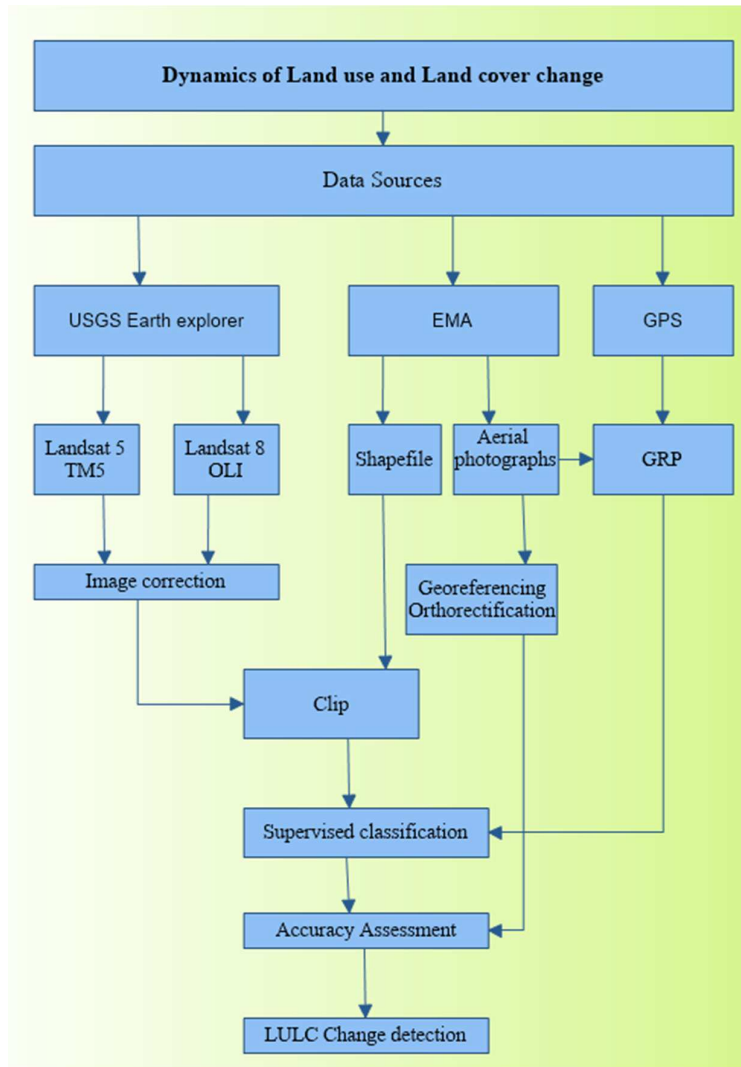 Dynamics of Land use and Land cover change
Data Sources
USGS Earth explorer
EMA
GPS
Landsat 5
TM5
Landsat 8
OLI
Shapefile
Aerial
photographs
GRP
Image correction
Georeferencing
Orthorectification
Clip
Supervised classification
Accuracy Assessment
LULC Change detection